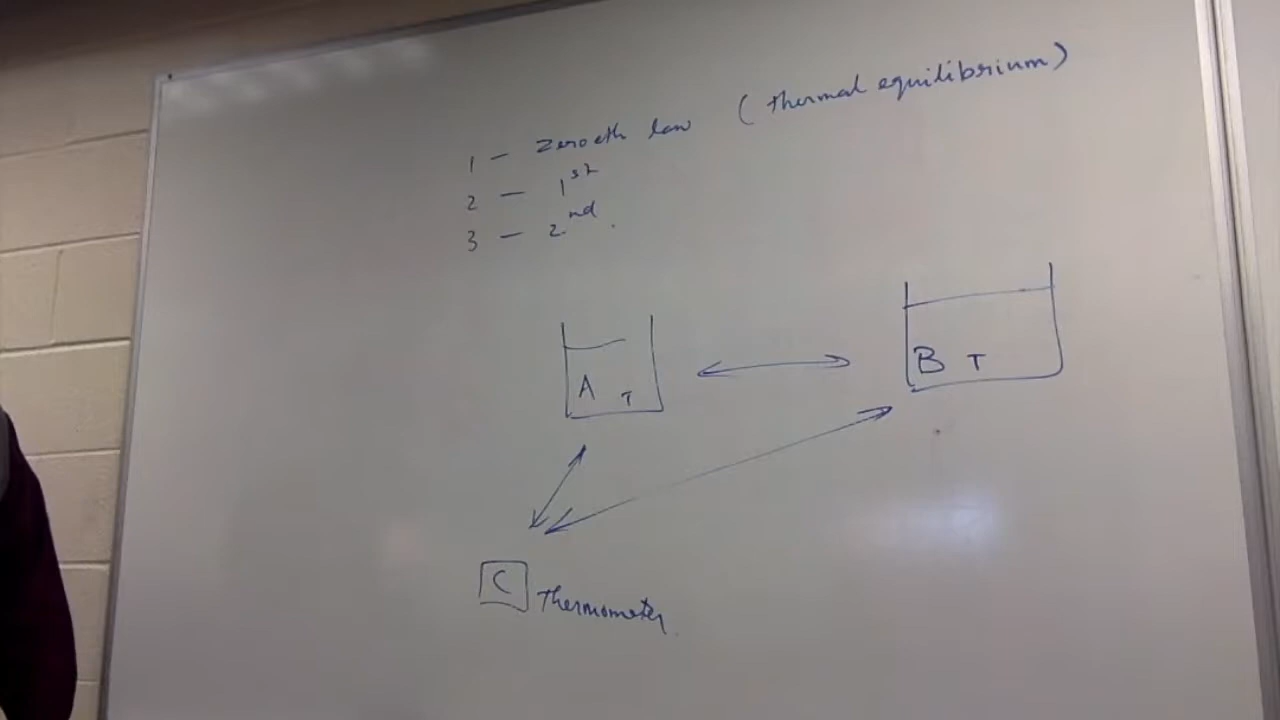 1 - Zeroeth law (thermal equilibrium)
2 - 1st
3 - 2nd.
A T
B T
C Thermometer